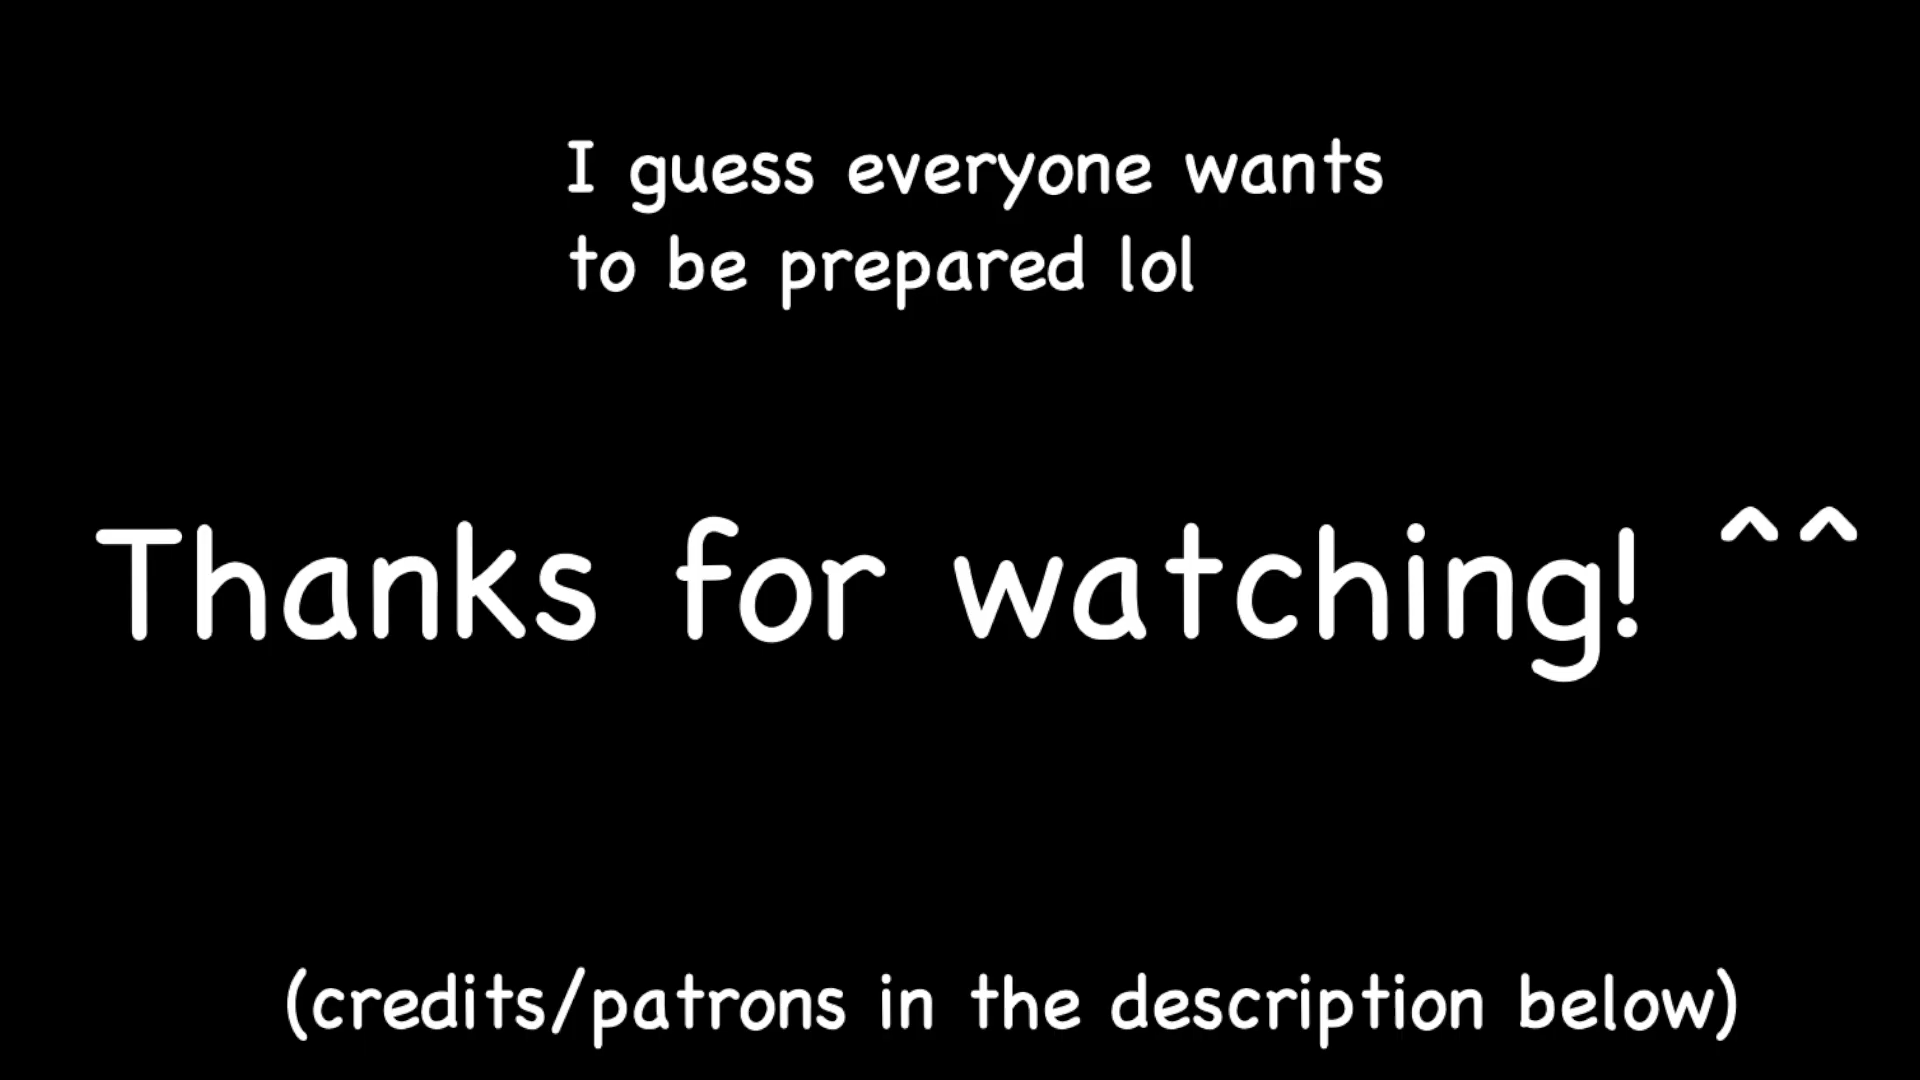 I guess everyone wants
to be prepared lol
Thanks for watching! ^^
(credits/patrons in the description below)